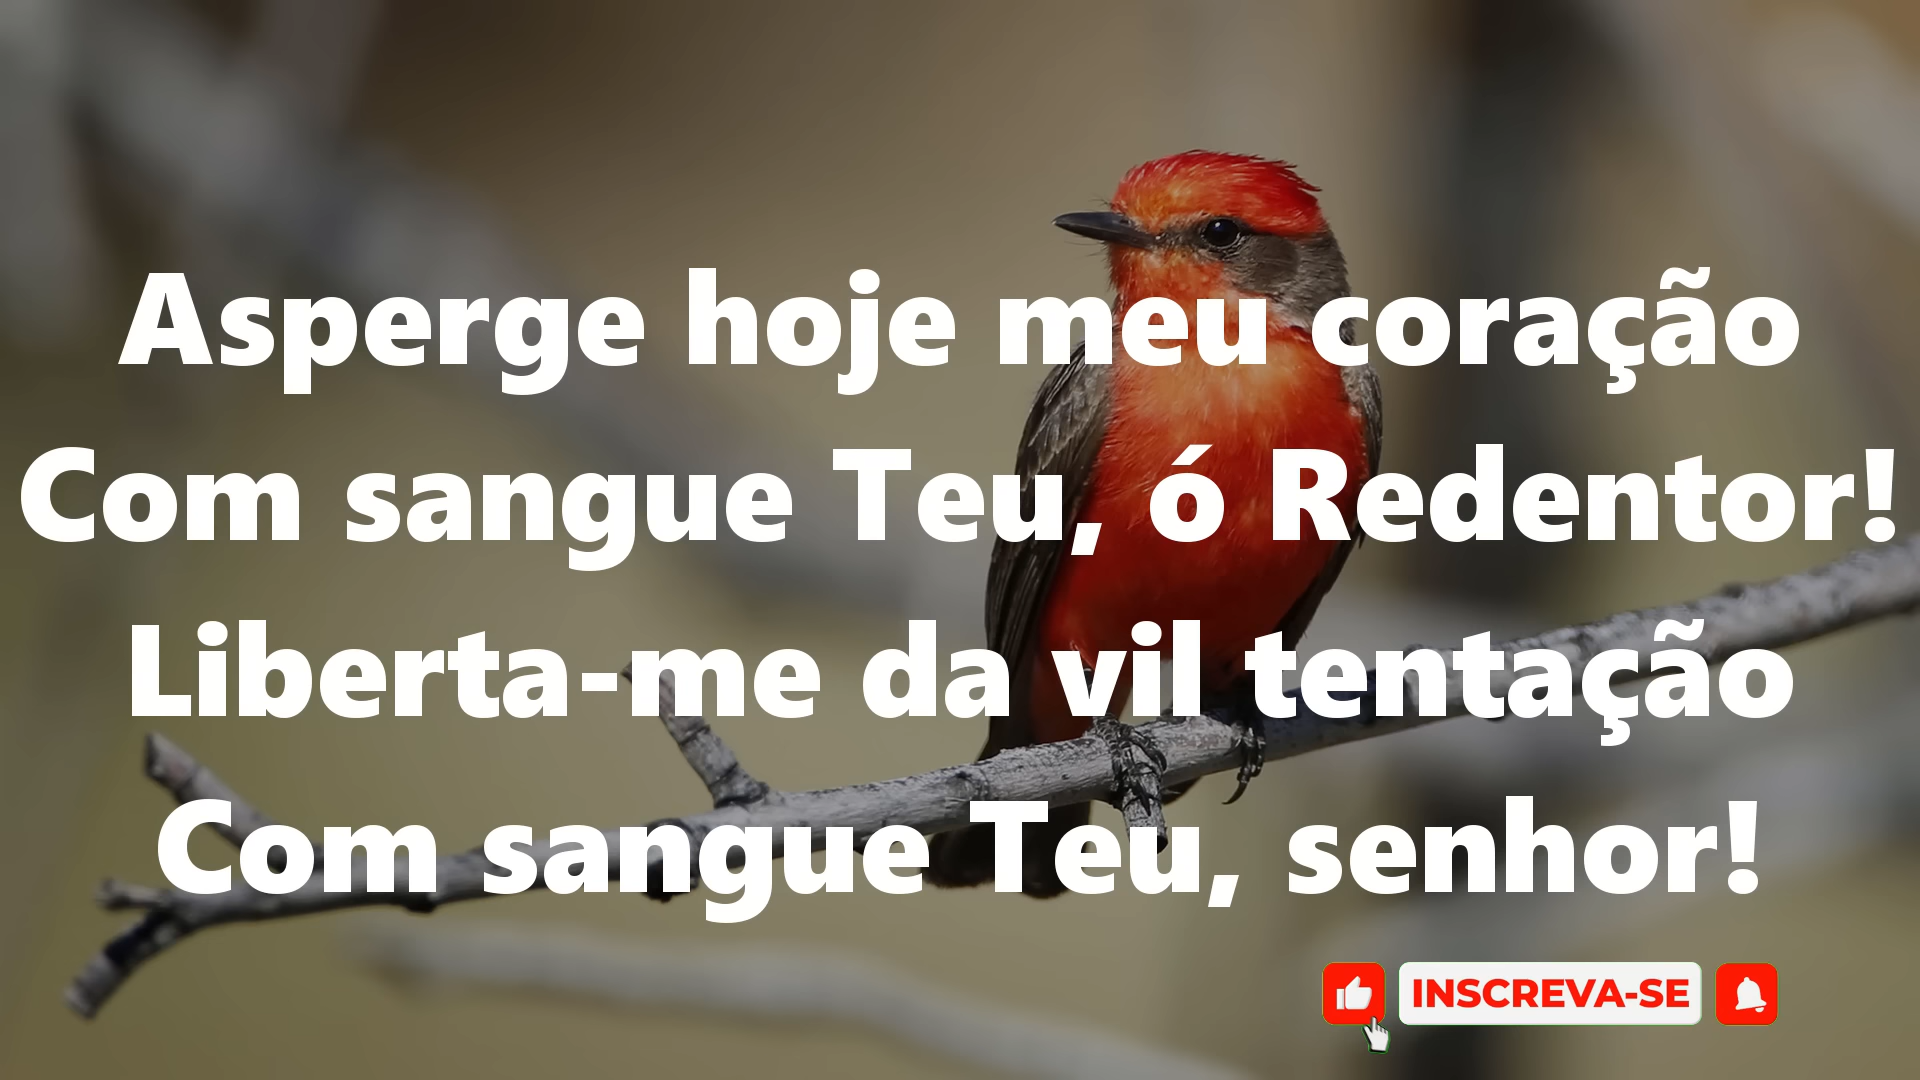 Asperge hoje meu coração
Com sangue Teu, ó Redentor!
Liberta-me da vil tentação
Com sangue Teu, senhor!
INSCREVA-SE